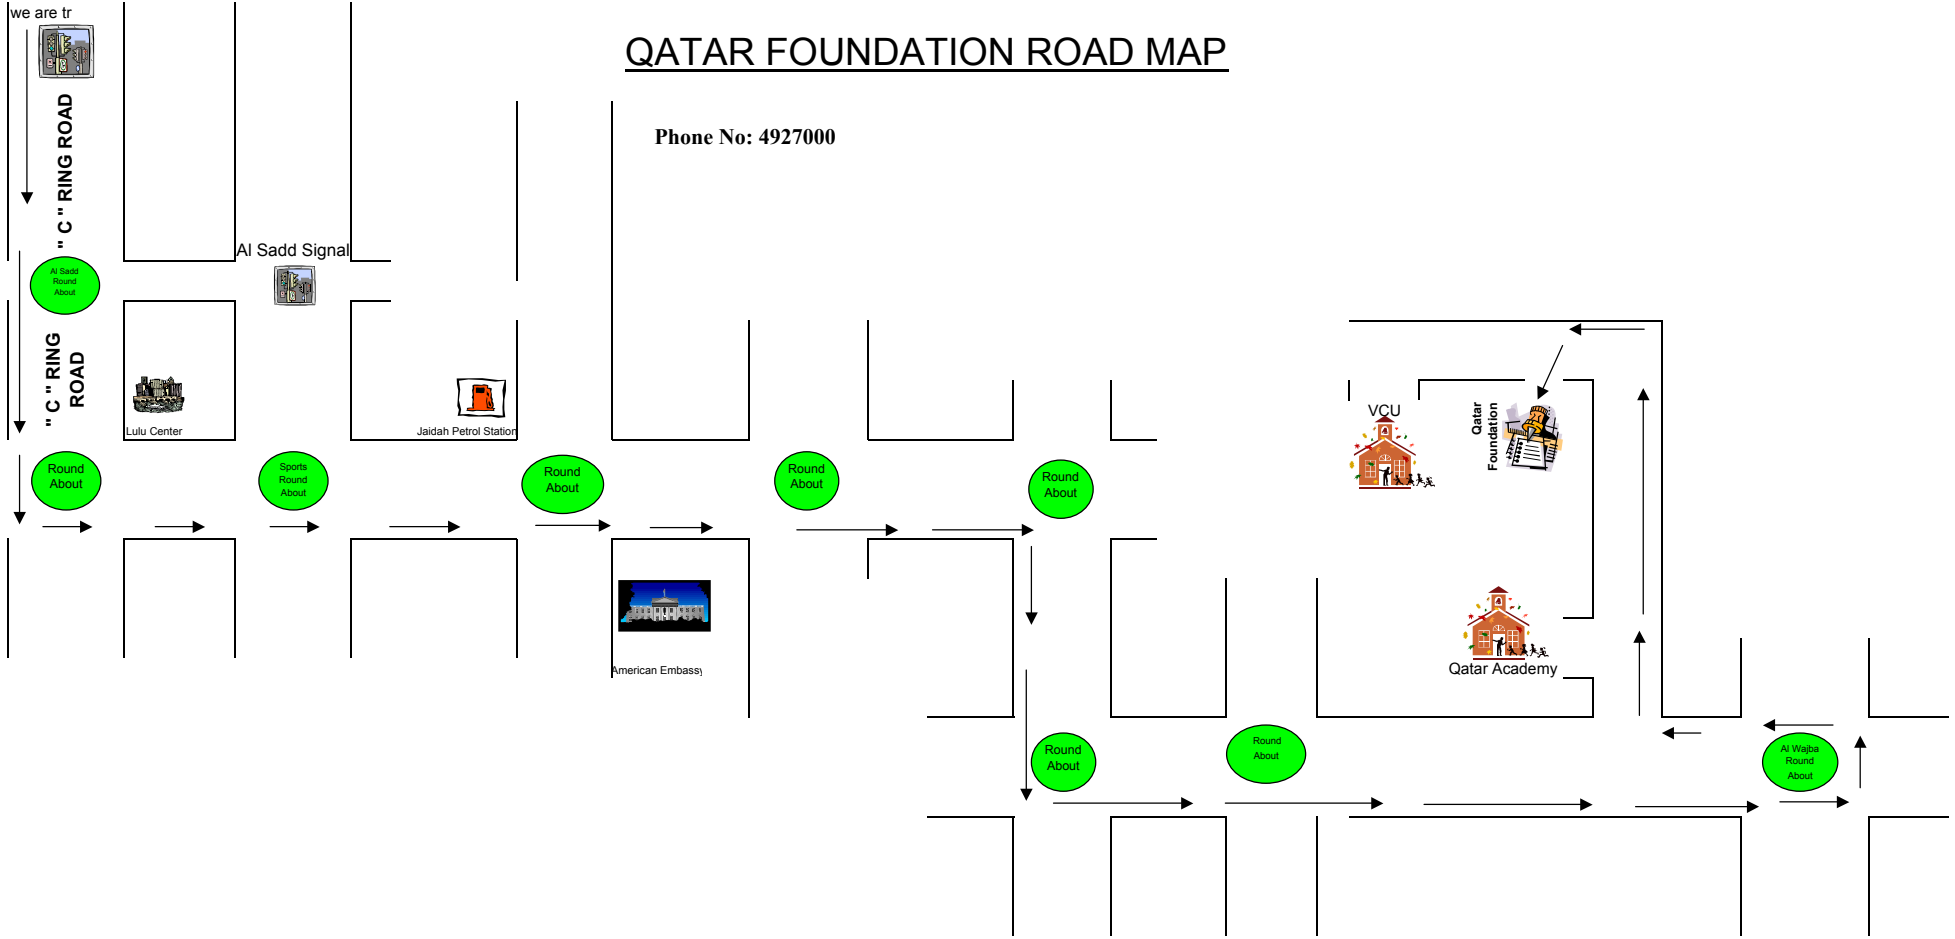 we are tr
QATAR FOUNDATION ROAD MAP
Phone No: 4927000
" C " RING ROAD
Al Sadd Signal
Al Sadd
Round
About
" C " RING
ROAD
Lulu Center
Jaidah Petrol Station
VCU
Qatar
Foundation
Round
About
Sports
Round
About
Round
About
Round
About
Round
About
American Embassy
Qatar Academy
Round
About
Round
About
Al Wajba
Round
About